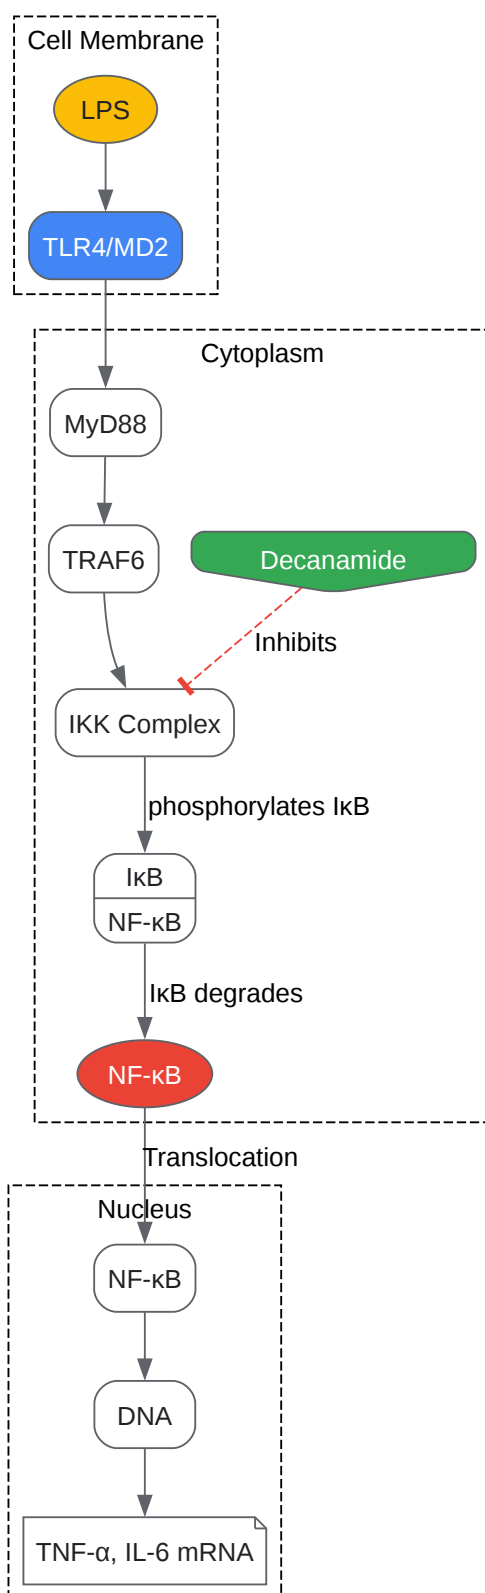 Cell Membrane
LPS
TLR4/MD2
Cytoplasm
MyD88
TRAF6
Decanamide
Inhibits
IKK Complex
phosphorylates IκB
IκB
NF-κB
IκB degrades
NF-κB
Translocation
Nucleus
NF-κB
DNA
TNF-α, IL-6 mRNA